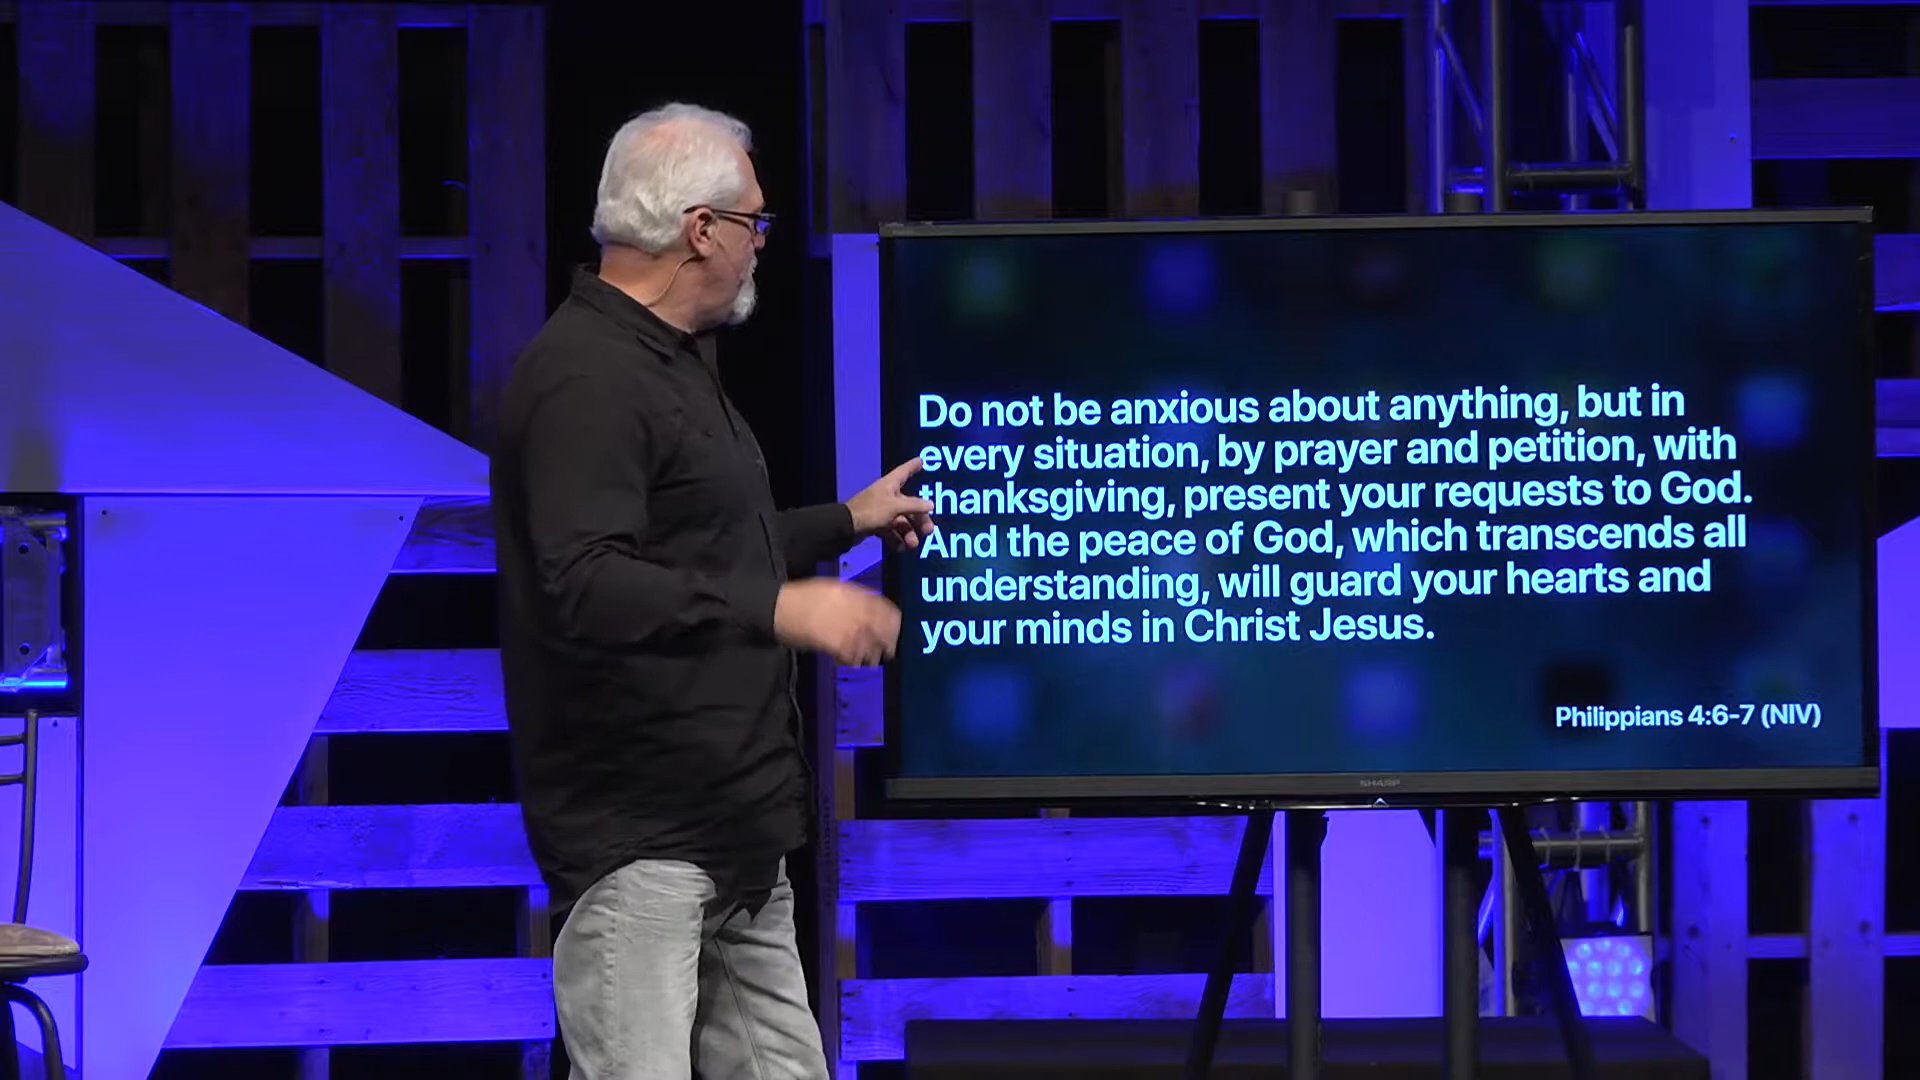 Do not be anxious about anything, but in
every situation, by prayer and petition, with
thanksgiving, present your requests to God.
And the peace of God, which transcends all
understanding, will guard your hearts and
your minds in Christ Jesus.
Philippians 4:6-7 (NIV)
SHARP